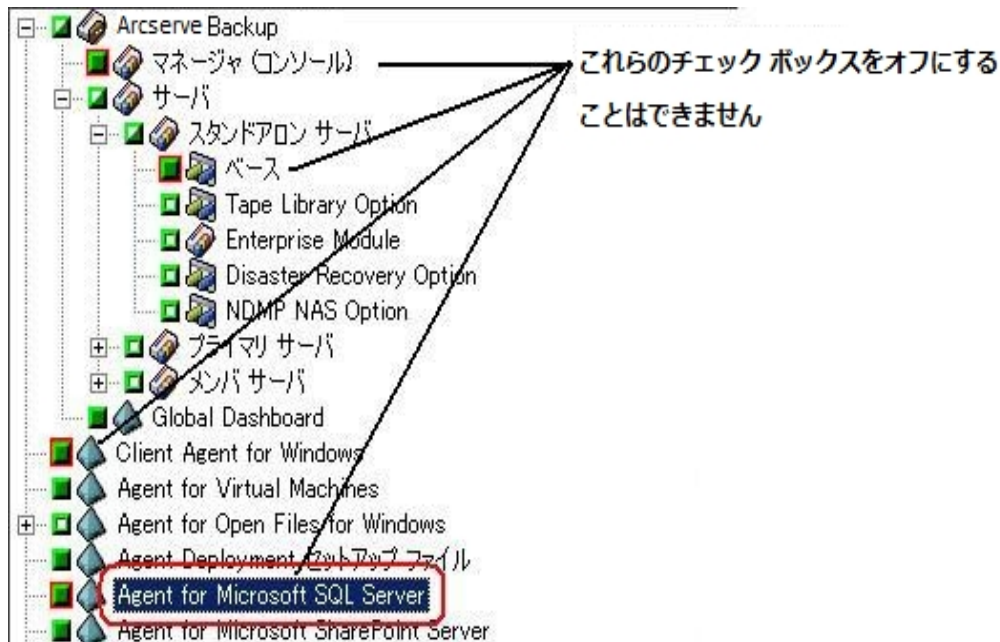 Arcserve Backup
マネージャ (コンソール)
サーバ
スタンドアロン サーバ
ベース
Tape Library Option
Enterprise Module
Disaster Recovery Option
NDMP NAS Option
プライマリ サーバ
メンバ サーバ
Global Dashboard
Client Agent for Windows
Agent for Virtual Machines
Agent for Open Files for Windows
Agent Deployment セットアップ ファイル
Agent for Microsoft SQL Server
Agent for Microsoft SharePoint Server
これらのチェック ボックスをオフにする
ことはできません